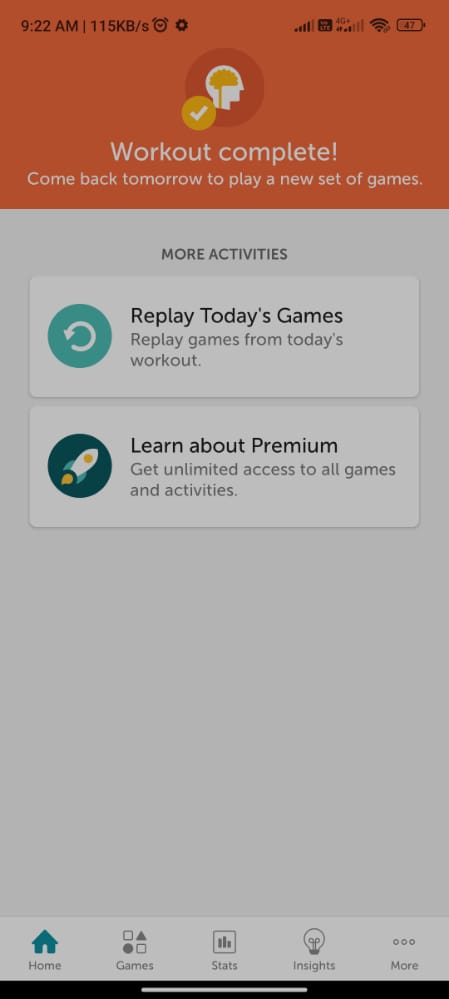 9:22 AM | 115KB/s
4G+
47
Workout complete!
Come back tomorrow to play a new set of games.
MORE ACTIVITIES
Replay Today's Games
Replay games from today's
workout.
Learn about Premium
Get unlimited access to all games
and activities.
Home
Games
Stats
Insights
More